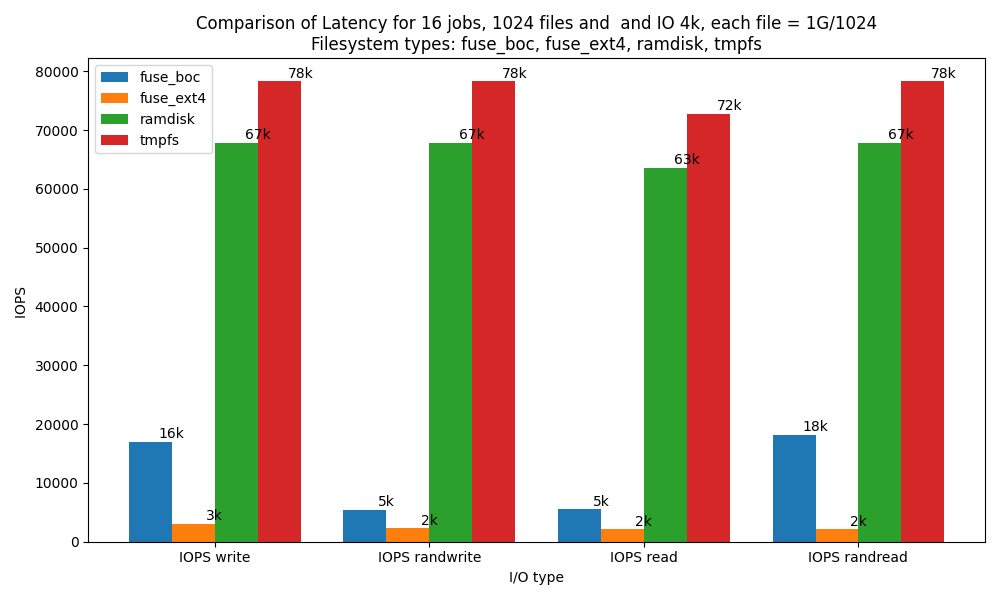 Comparison of Latency for 16 jobs, 1024 files and  and IO 4k, each file = 1G/1024
Filesystem types: fuse_boc, fuse_ext4, ramdisk, tmpfs
fuse_boc
fuse_ext4
ramdisk
tmpfs
IOPS
80000
70000
60000
50000
40000
30000
20000
10000
0
16k
3k
67k
78k
5k
2k
67k
78k
5k
2k
63k
72k
18k
2k
67k
78k
IOPS write
IOPS randwrite
IOPS read
IOPS randread
I/O type